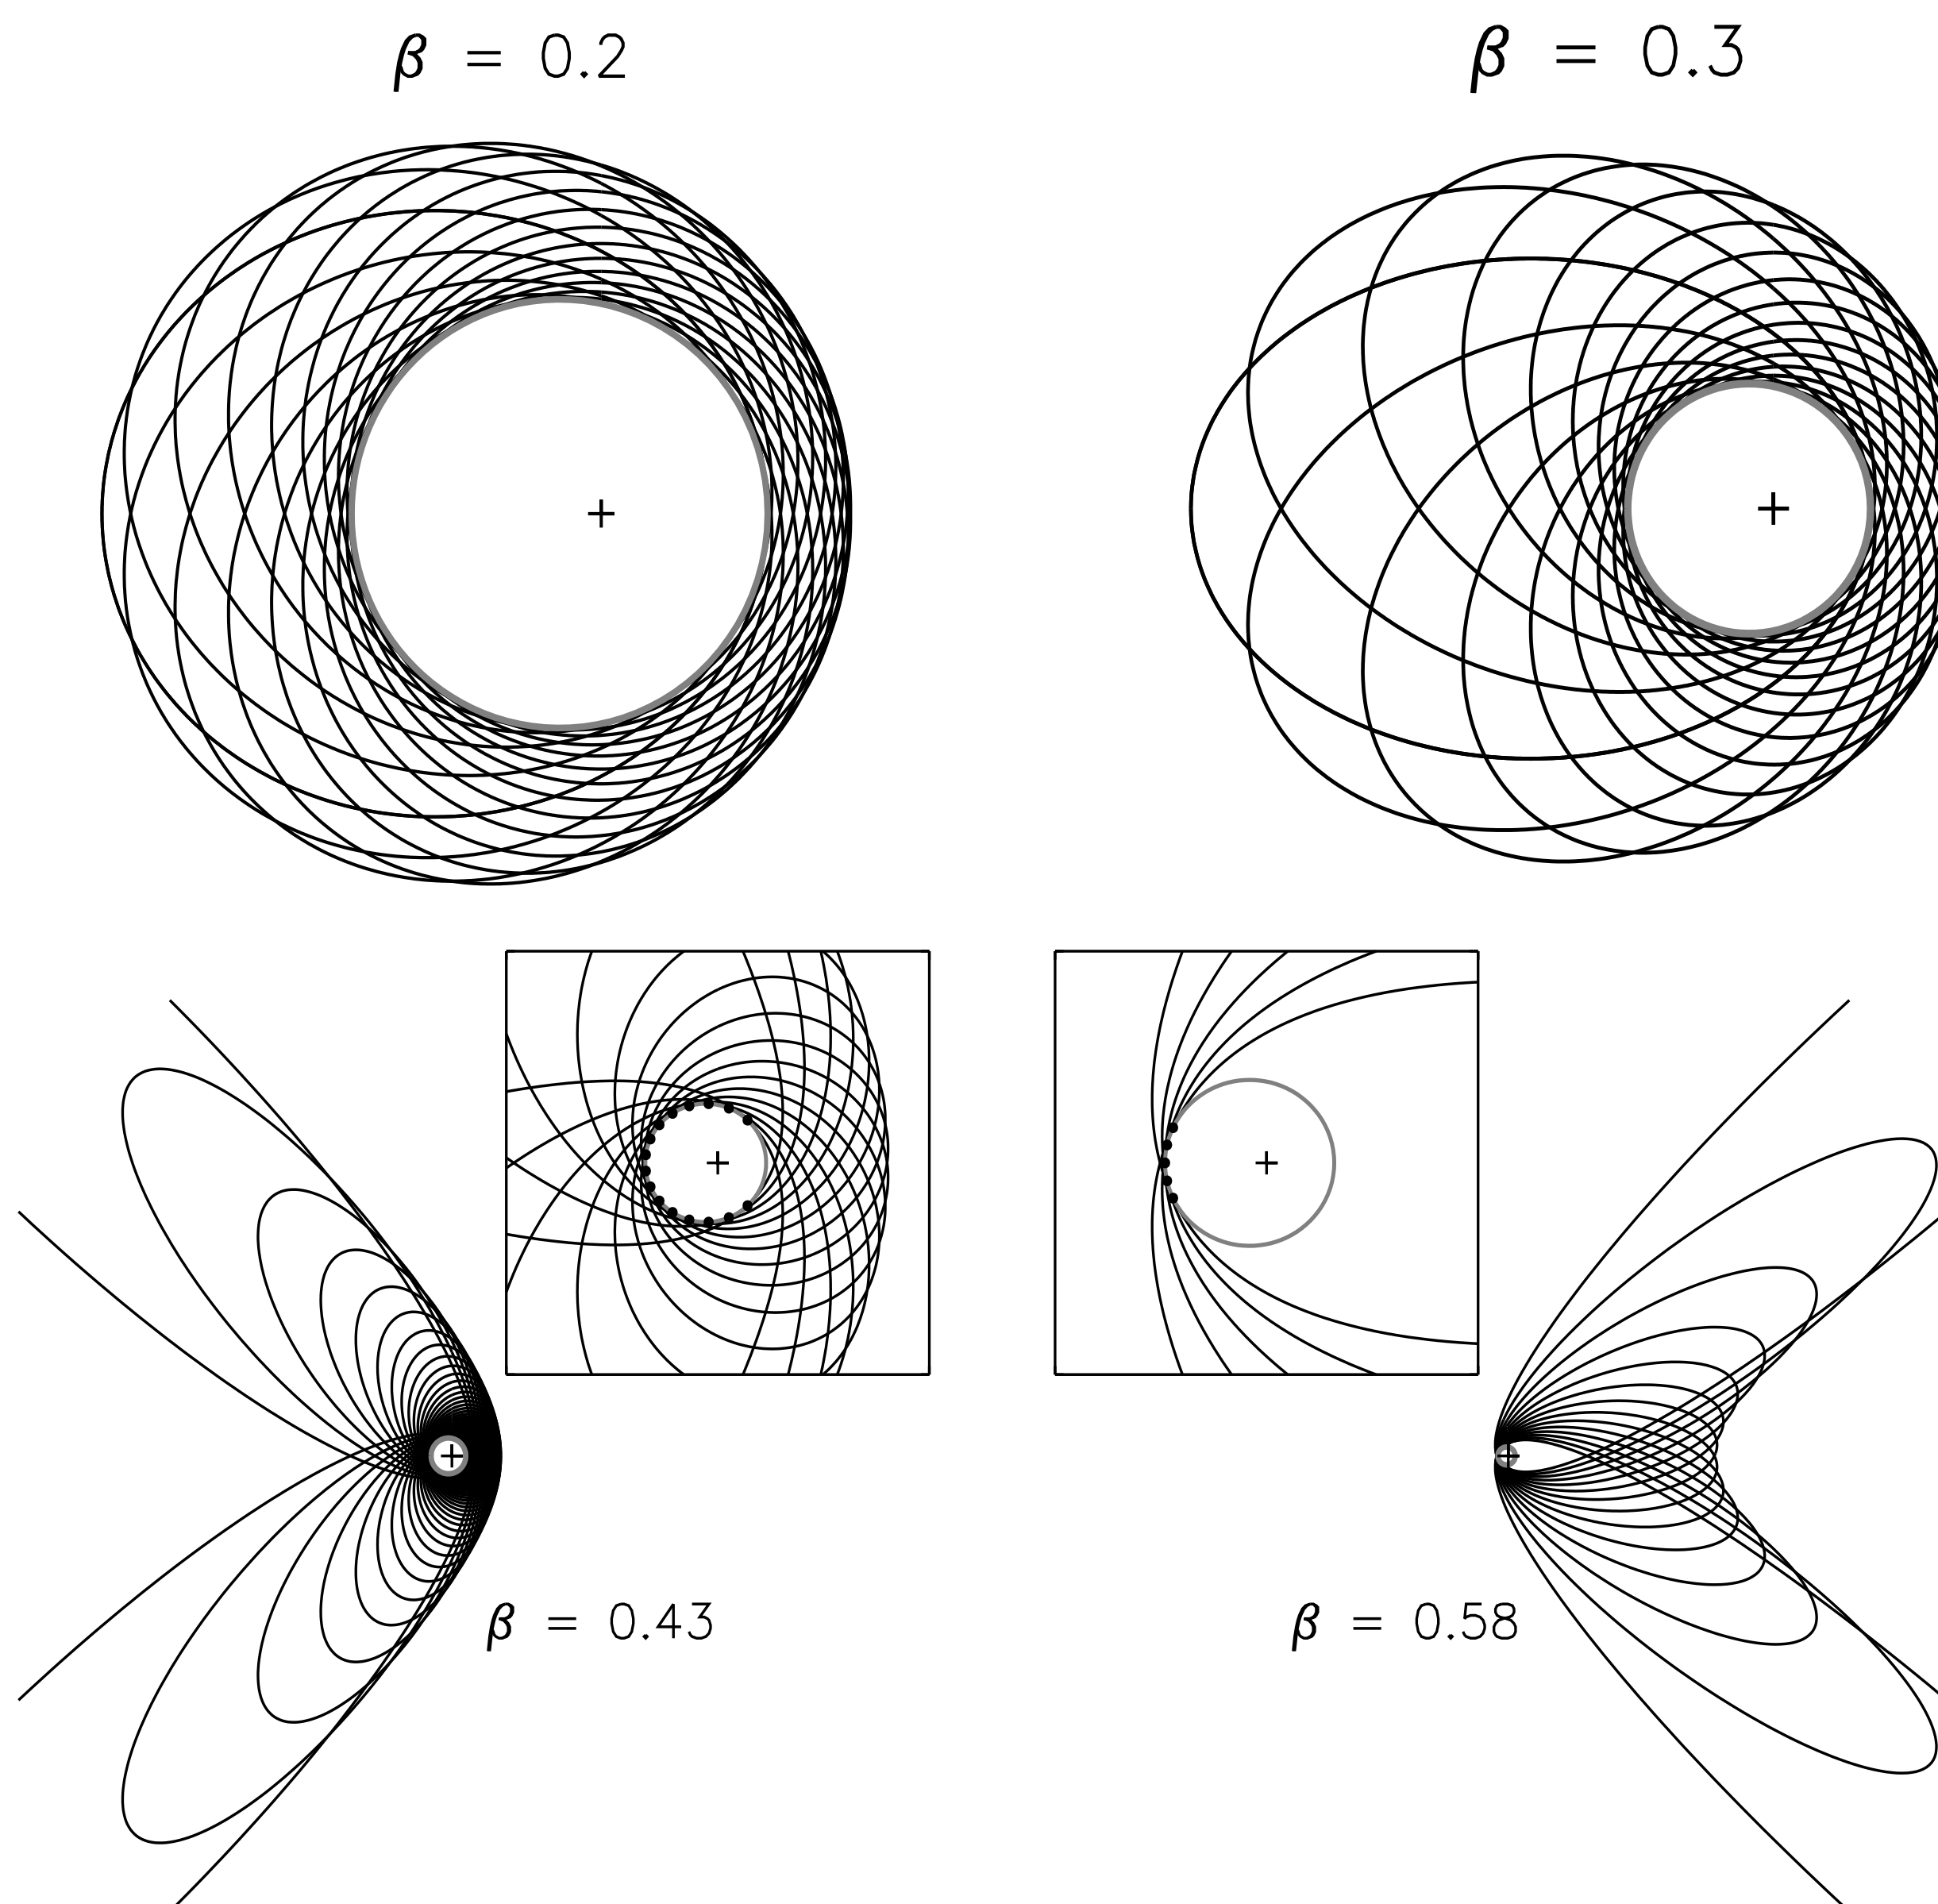 β = 0.2
β = 0.3
β = 0.43
β = 0.58